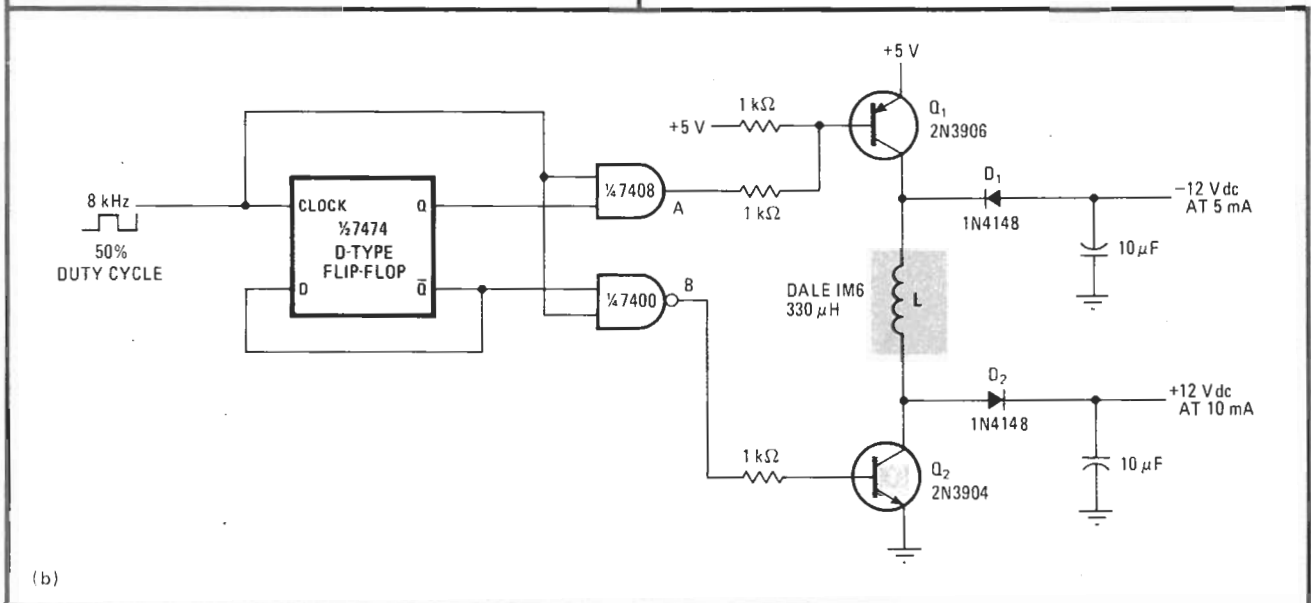 +5 V
1 kΩ
+5 V
Q1
2N3906
8 kHz
50%
DUTY CYCLE
CLOCK
Q
½7474
D-TYPE
FLIP-FLOP
D
Q̄
¼7408
A
1 kΩ
D1
1N4148
−12 Vdc
AT 5 mA
10 μF
¼7400
B
DALE IM6
330 μH
L
D2
1N4148
+12 Vdc
AT 10 mA
10 μF
1 kΩ
Q2
2N3904
(b)